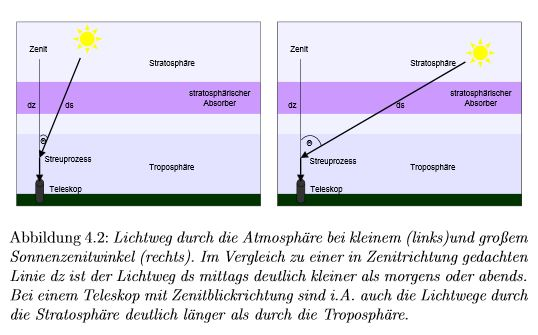 Zenit
Stratosphäre
stratosphärischer
Absorber
dz
ds
Θ
Streuprozess
Troposphäre
Teleskop
Zenit
Stratosphäre
stratosphärischer
Absorber
dz
ds
Θ
Streuprozess
Troposphäre
Teleskop
Abbildung 4.2: Lichtweg durch die Atmosphäre bei kleinem (links)und großem
Sonnenzenitwinkel (rechts). Im Vergleich zu einer in Zenitrichtung gedachten
Linie dz ist der Lichtweg ds mittags deutlich kleiner als morgens oder abends.
Bei einem Teleskop mit Zenitblickrichtung sind i.A. auch die Lichtwege durch
die Stratosphäre deutlich länger als durch die Troposphäre.